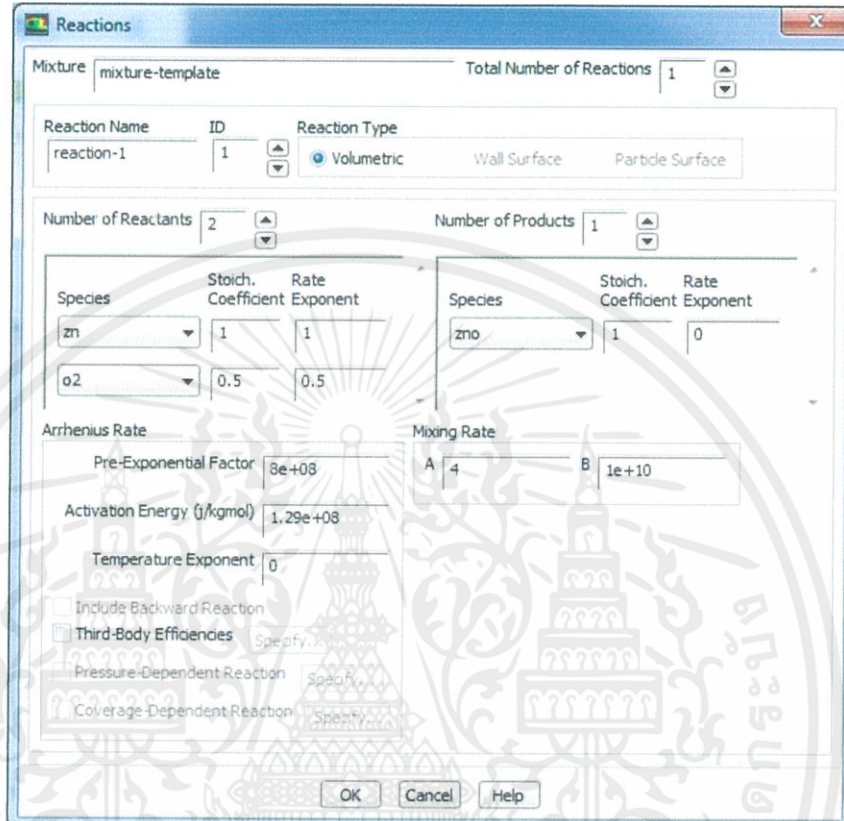 Reactions
Mixture mixture-template Total Number of Reactions 1
Reaction Name ID Reaction Type
reaction-1 1 Volumetric Wall Surface Particle Surface
Number of Reactants 2 Number of Products 1
Species Stoich. Coefficient Rate Exponent Species Stoich. Coefficient Rate Exponent
zn 1 1 zno 1 0
o2 0.5 0.5
Arrhenius Rate Mixing Rate
Pre-Exponential Factor 8e+08 A 4 B 1e+10
Activation Energy (j/kgmol) 1.29e+08
Temperature Exponent 0
Include Backward Reaction
Third-Body Efficiencies Specify...
Pressure-Dependent Reaction Specify...
Coverage-Dependent Reaction Specify...
OK Cancel Help